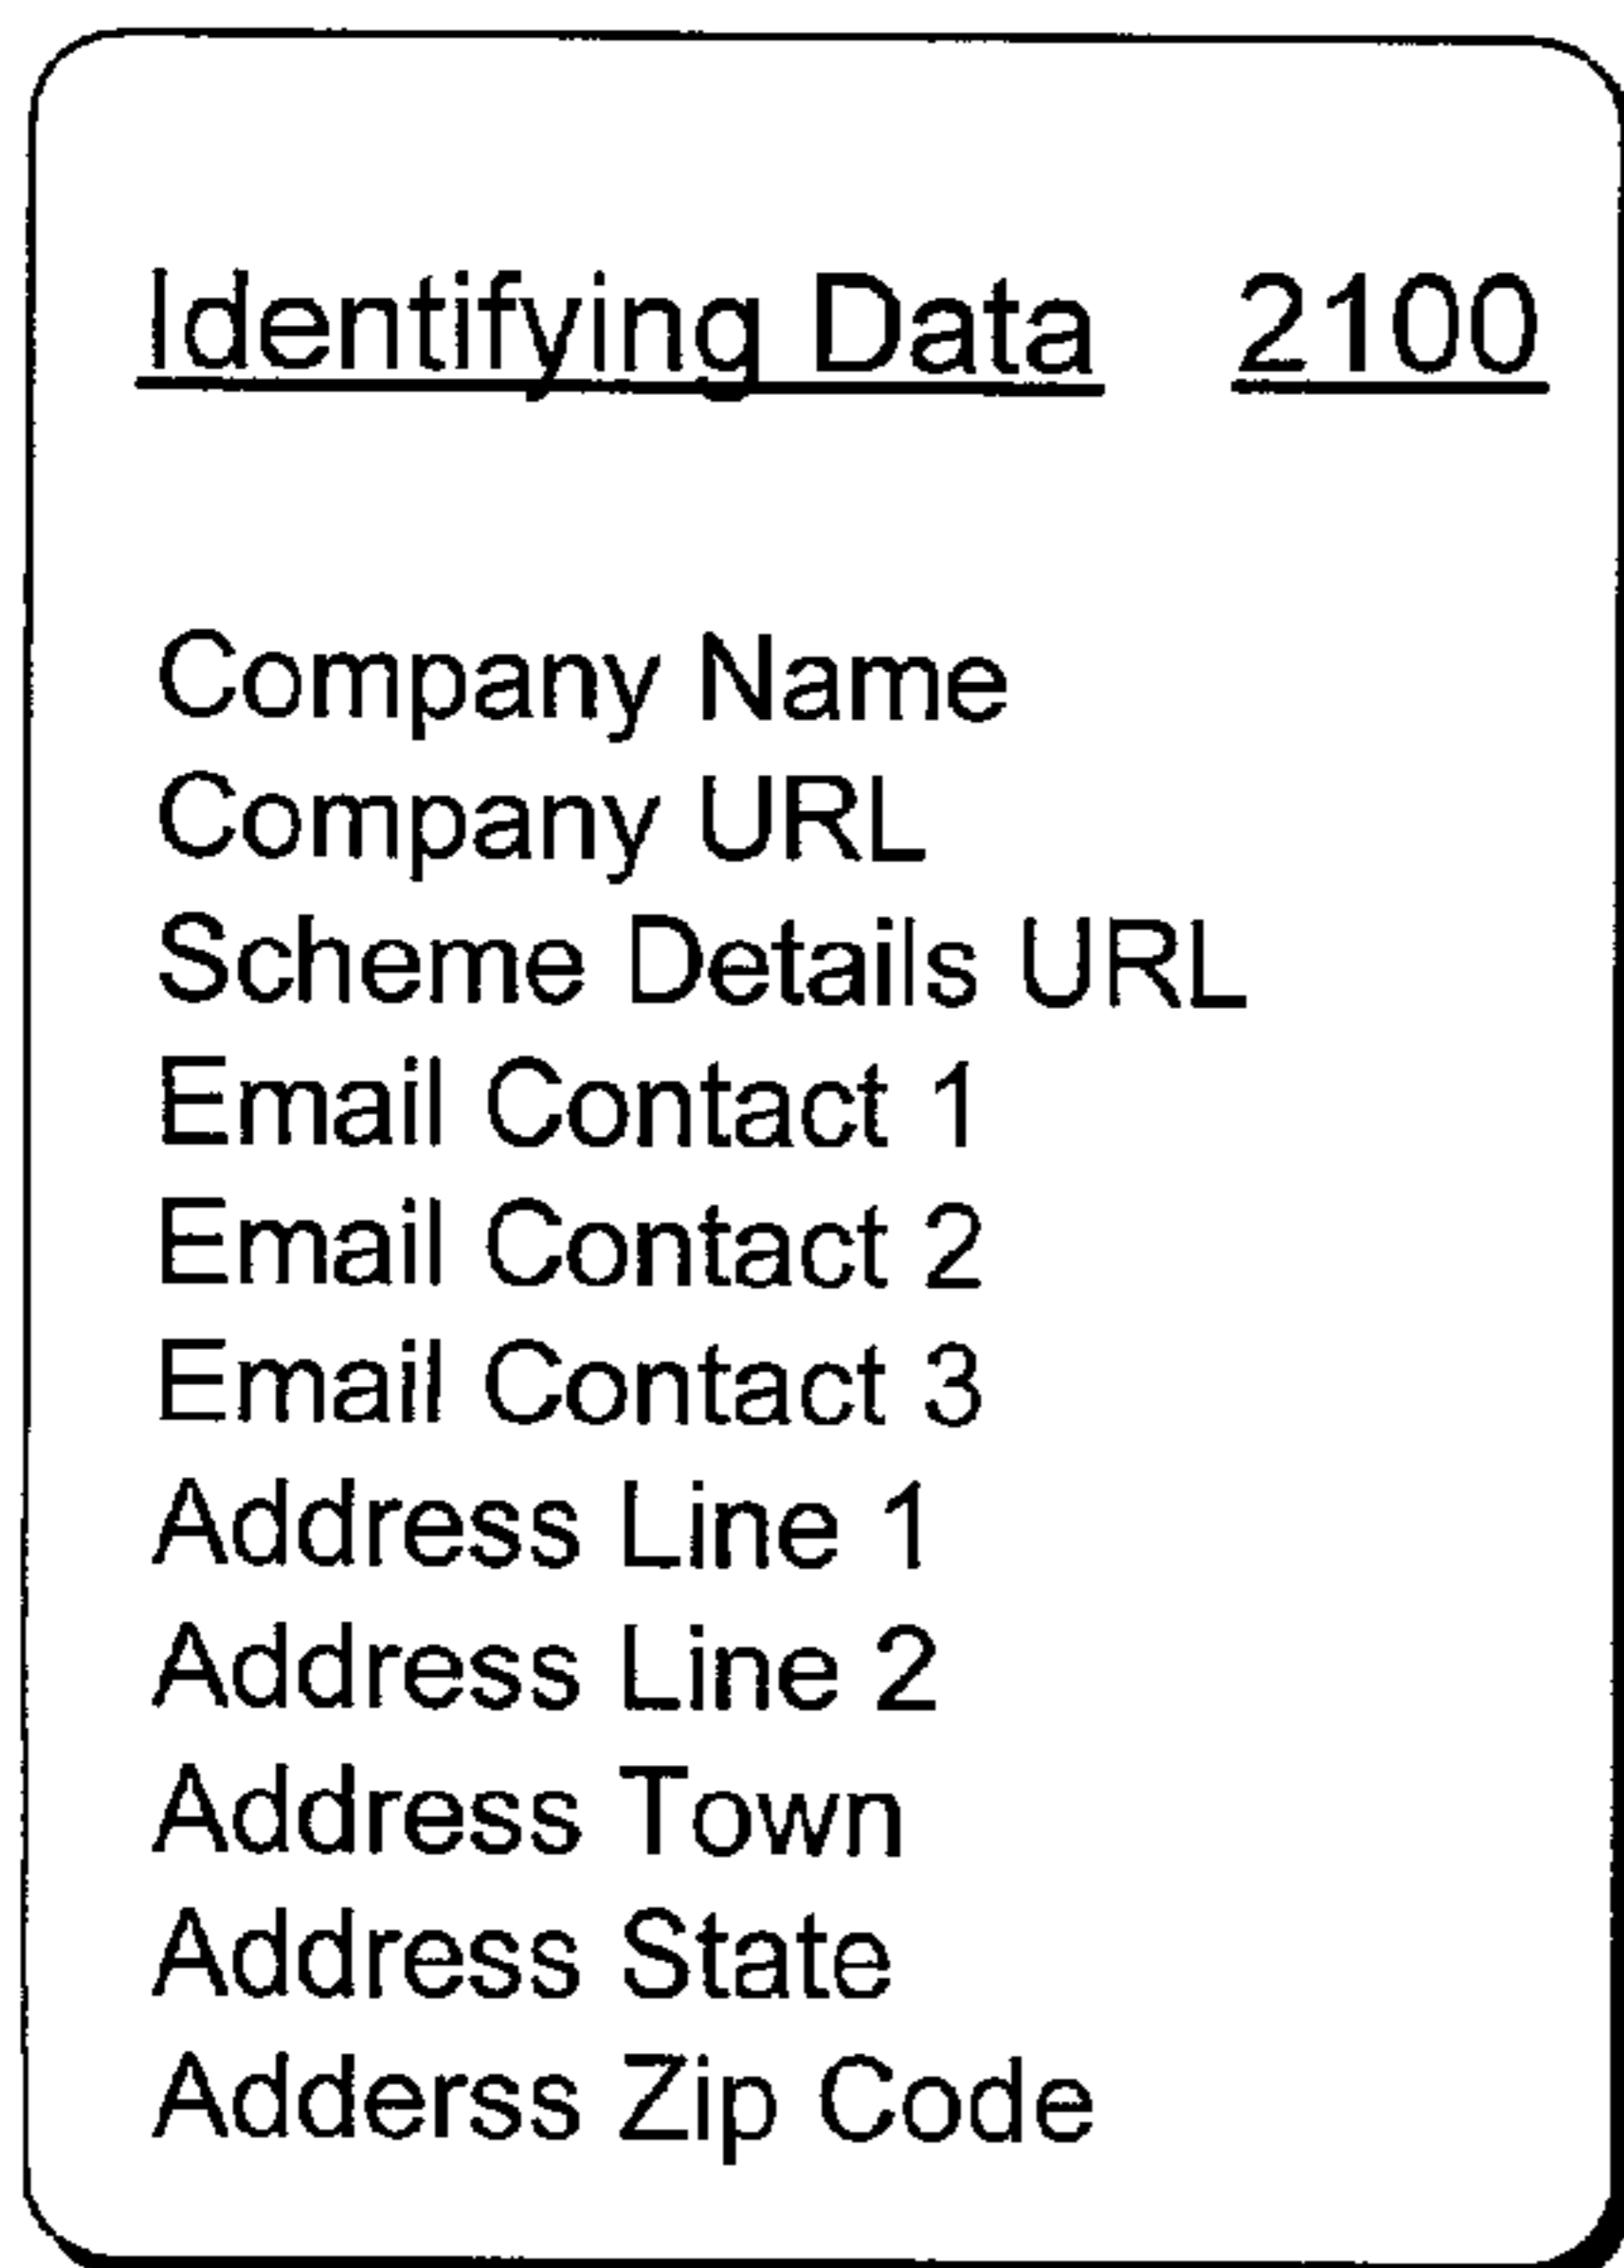 Identifying Data 2100
Company Name
Company URL
Scheme Details URL
Email Contact 1
Email Contact 2
Email Contact 3
Address Line 1
Address Line 2
Address Town
Address State
Adderss Zip Code